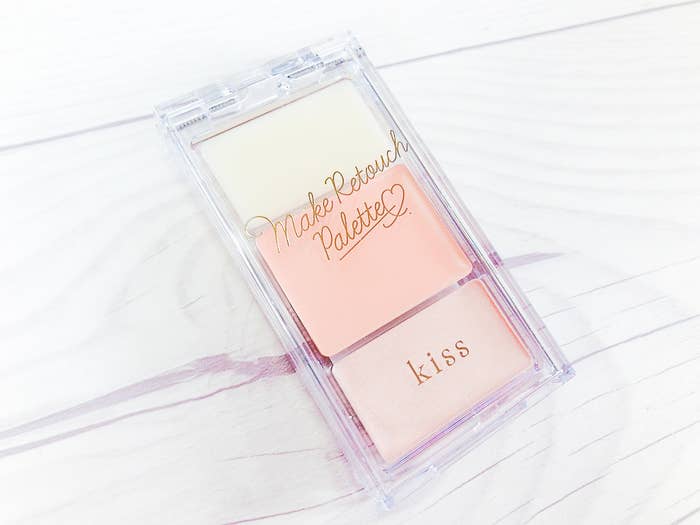 Make Retouch
Palette♡
kiss